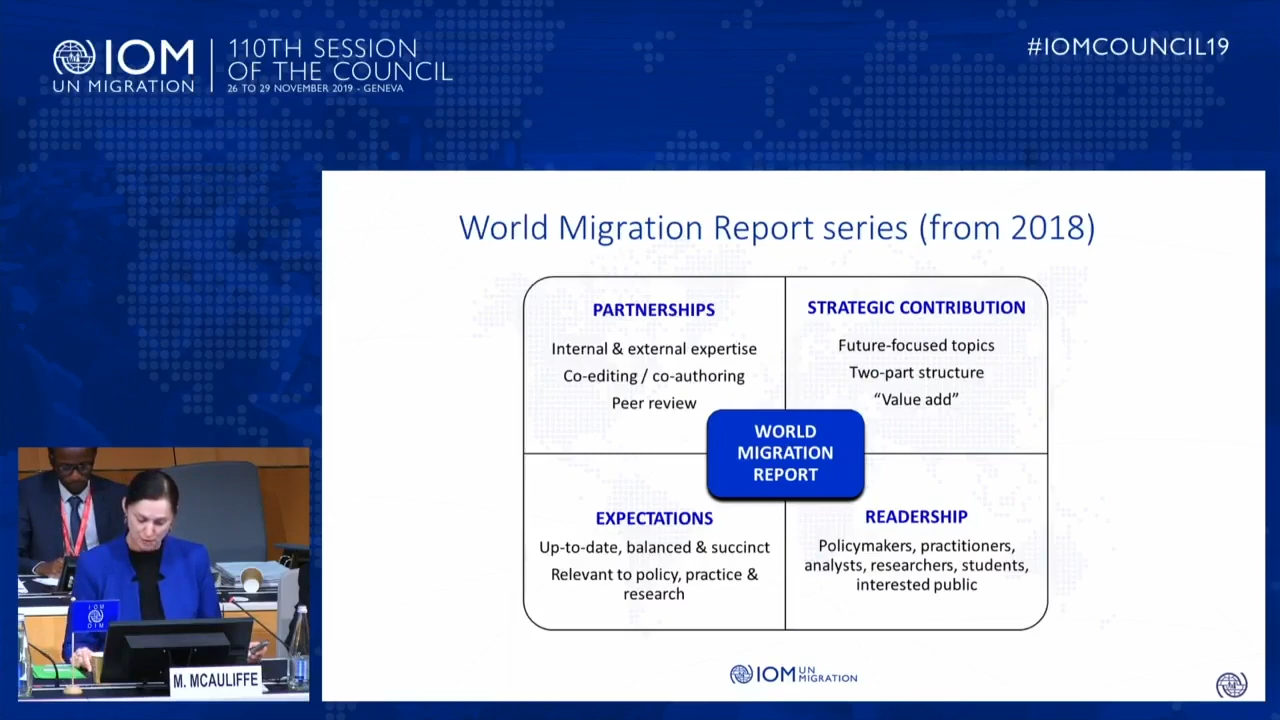 IOM
UN MIGRATION
110TH SESSION
OF THE COUNCIL
26 TO 29 NOVEMBER 2019 - GENEVA
#IOMCOUNCIL19
World Migration Report series (from 2018)
PARTNERSHIPS
Internal & external expertise
Co-editing / co-authoring
Peer review
STRATEGIC CONTRIBUTION
Future-focused topics
Two-part structure
“Value add”
WORLD
MIGRATION
REPORT
EXPECTATIONS
Up-to-date, balanced & succinct
Relevant to policy, practice &
research
READERSHIP
Policymakers, practitioners,
analysts, researchers, students,
interested public
IOM
OIM
M. MCAULIFFE
IOM UN
MIGRATION